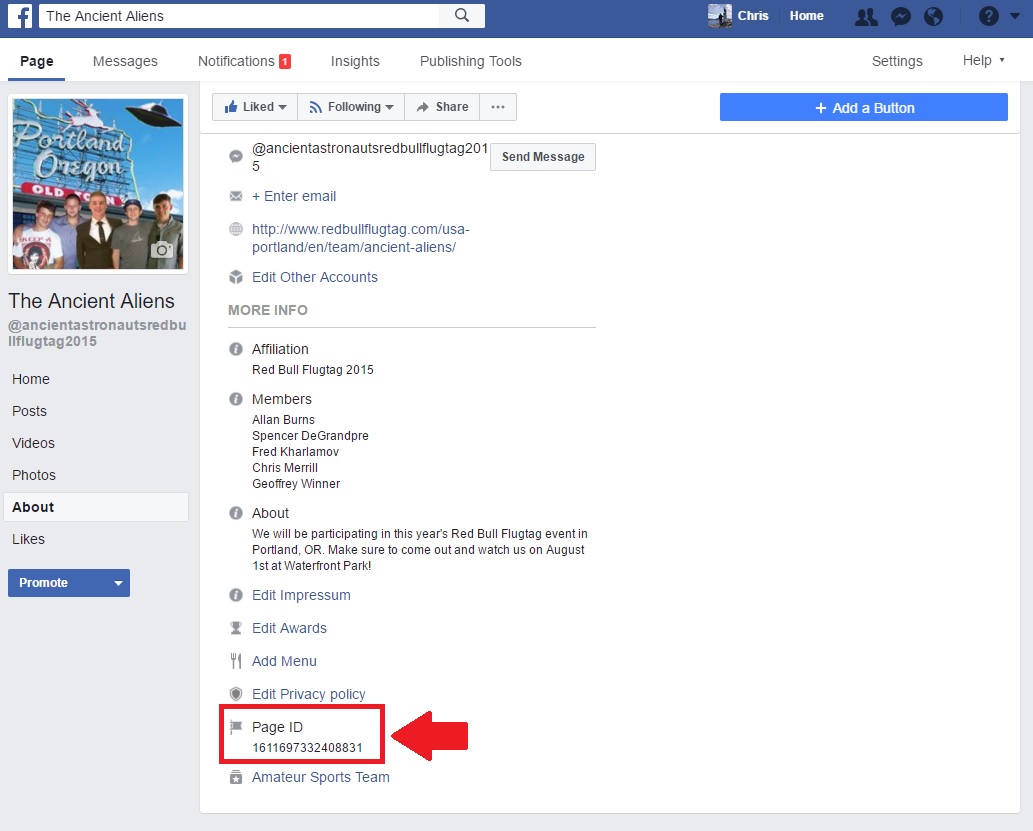 The Ancient Aliens
Chris
Home
Page
Messages
Notifications 1
Insights
Publishing Tools
Settings
Help
Liked
Following
Share
+ Add a Button
Portland
Oregon
OLD TOWN
@ancientastronautsredbullflugtag201
5
Send Message
+ Enter email
http://www.redbullflugtag.com/usa-
portland/en/team/ancient-aliens/
Edit Other Accounts
The Ancient Aliens
@ancientastronautsredbu
llflugtag2015
Home
Posts
Videos
Photos
About
Likes
Promote
MORE INFO
Affiliation
Red Bull Flugtag 2015
Members
Allan Burns
Spencer DeGrandpre
Fred Kharlamov
Chris Merrill
Geoffrey Winner
About
We will be participating in this year's Red Bull Flugtag event in
Portland, OR. Make sure to come out and watch us on August
1st at Waterfront Park!
Edit Impressum
Edit Awards
Add Menu
Edit Privacy policy
Page ID
1611697332408831
Amateur Sports Team